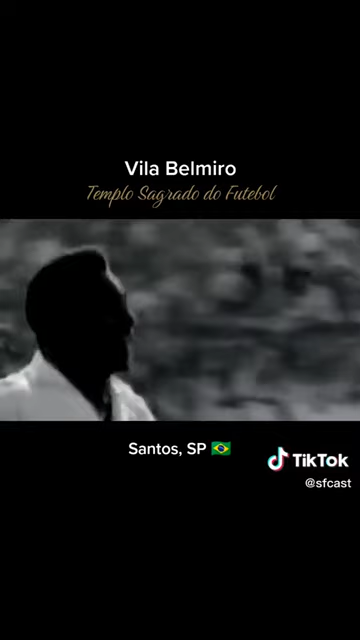 Vila Belmiro
Templo Sagrado do Futebol
Santos, SP 🇧🇷
TikTok
@sfcast